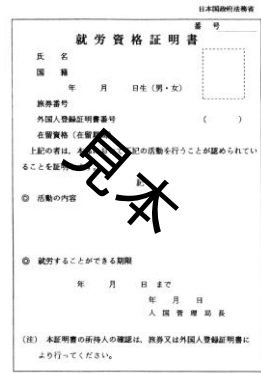 日本国政府法務省
番 号
就 労 資 格 証 明 書
氏 名
国 籍
年 月 日生（男・女）
旅券番号
外国人登録証明書番号 （ ）
在留資格（在留期
上記の者は、本 記の活動を行うことが認められてい
ることを証明
記
見本
◎ 活動の内容
◎ 就労することができる期限
年 月 日 まで
年 月 日
入 国 管 理 局 長
（注） 本証明書の所持人の確認は、旅券又は外国人登録証明書に
より行ってください。